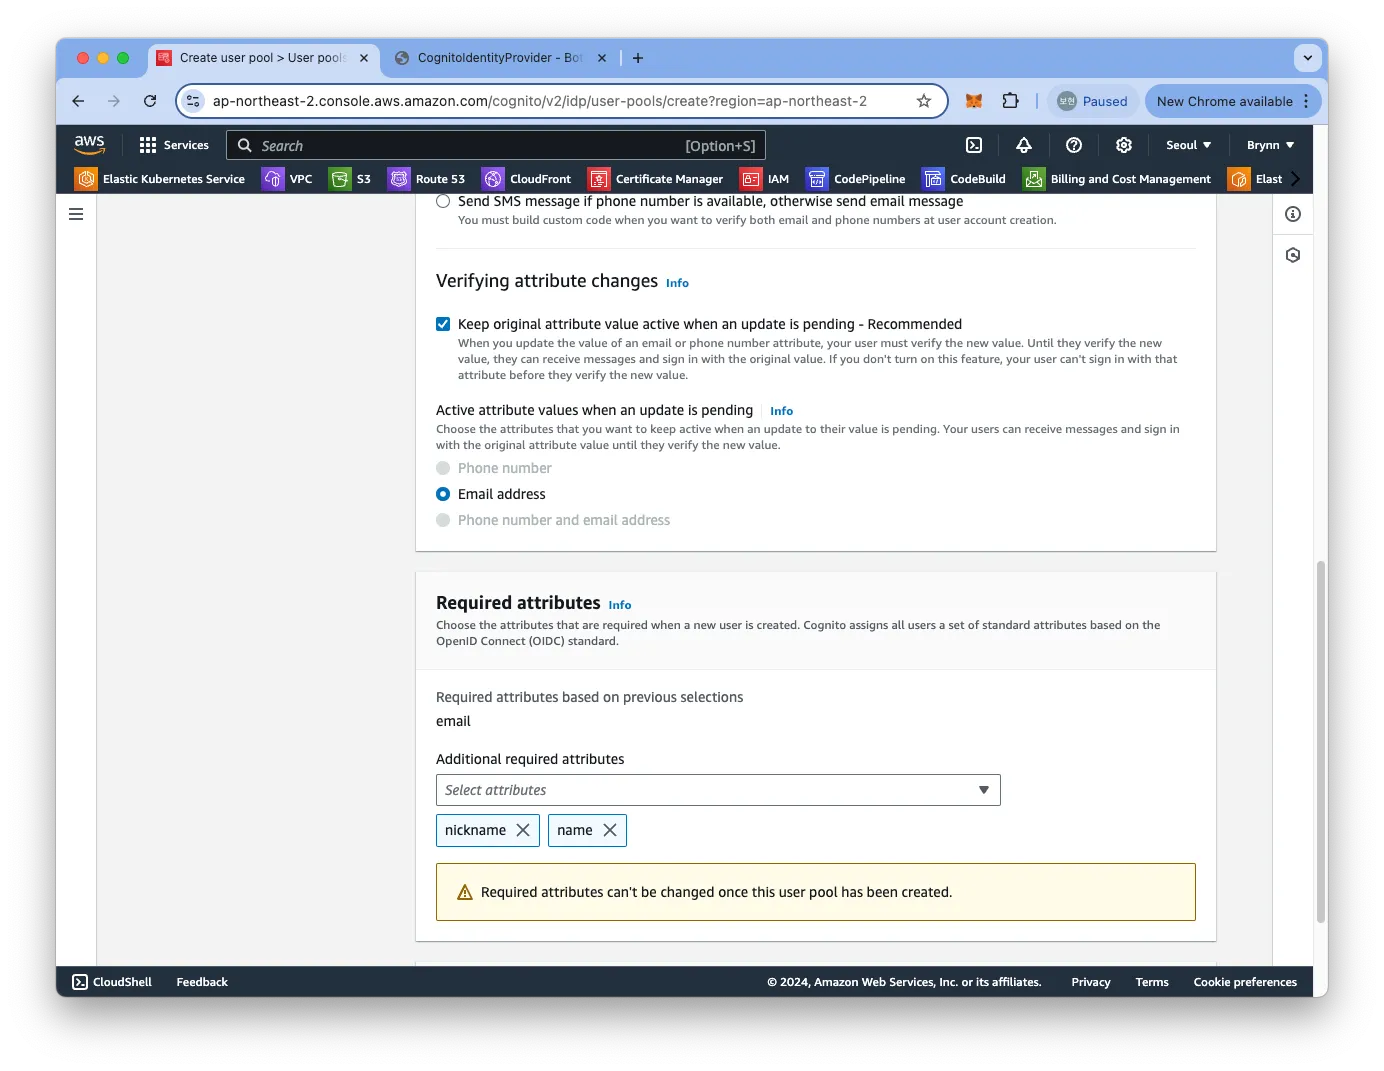 Create user pool > User pools
CognitoIdentityProvider - Bot
ap-northeast-2.console.aws.amazon.com/cognito/v2/idp/user-pools/create?region=ap-northeast-2
보현
Paused
New Chrome available
aws
Services
Search
[Option+S]
Seoul
Brynn
Elastic Kubernetes Service
VPC
S3
Route 53
CloudFront
Certificate Manager
IAM
CodePipeline
CodeBuild
Billing and Cost Management
Elast
Send SMS message if phone number is available, otherwise send email message
You must build custom code when you want to verify both email and phone numbers at user account creation.
Verifying attribute changes Info
Keep original attribute value active when an update is pending - Recommended
When you update the value of an email or phone number attribute, your user must verify the new value. Until they verify the new
value, they can receive messages and sign in with the original value. If you don't turn on this feature, your user can't sign in with that
attribute before they verify the new value.
Active attribute values when an update is pending Info
Choose the attributes that you want to keep active when an update to their value is pending. Your users can receive messages and sign in
with the original attribute value until they verify the new value.
Phone number
Email address
Phone number and email address
Required attributes Info
Choose the attributes that are required when a new user is created. Cognito assigns all users a set of standard attributes based on the
OpenID Connect (OIDC) standard.
Required attributes based on previous selections
email
Additional required attributes
Select attributes
nickname
name
Required attributes can't be changed once this user pool has been created.
CloudShell
Feedback
© 2024, Amazon Web Services, Inc. or its affiliates.
Privacy
Terms
Cookie preferences